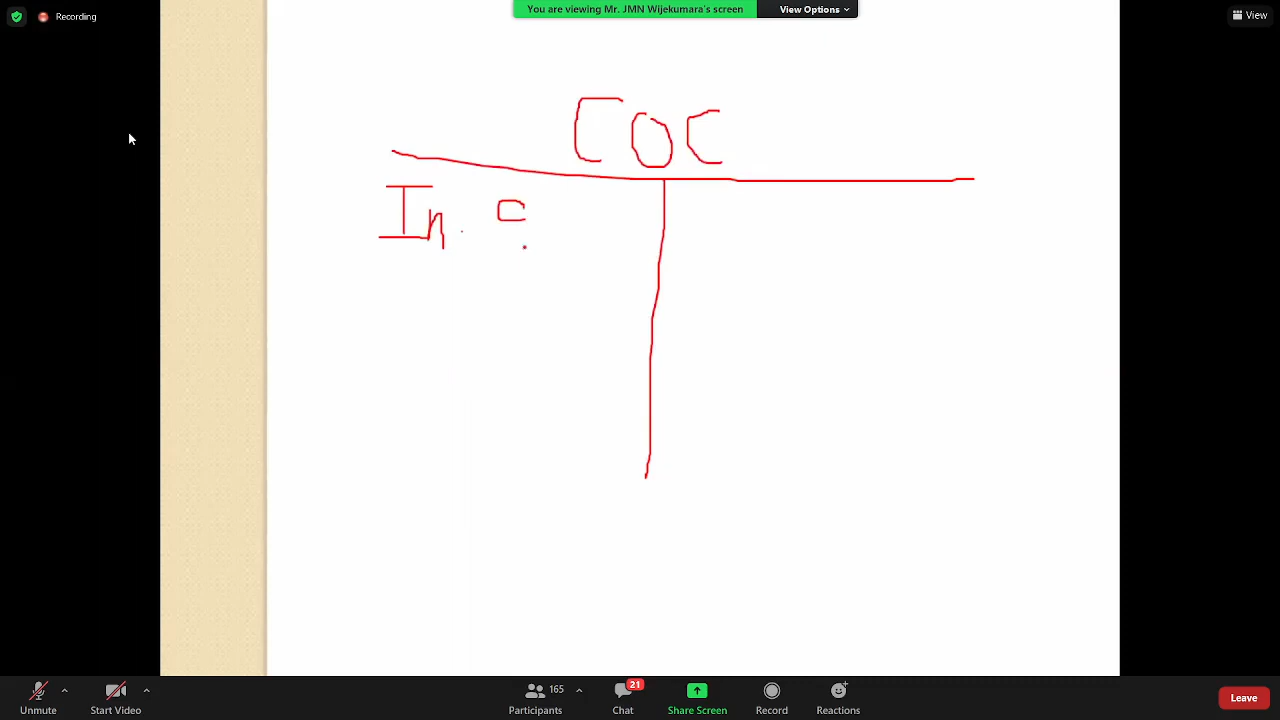 You are viewing Mr. JMN Wijekumara's screen View Options
Recording
View
COC
In. C.
165
21
Unmute Start Video Participants Chat Share Screen Record Reactions Leave